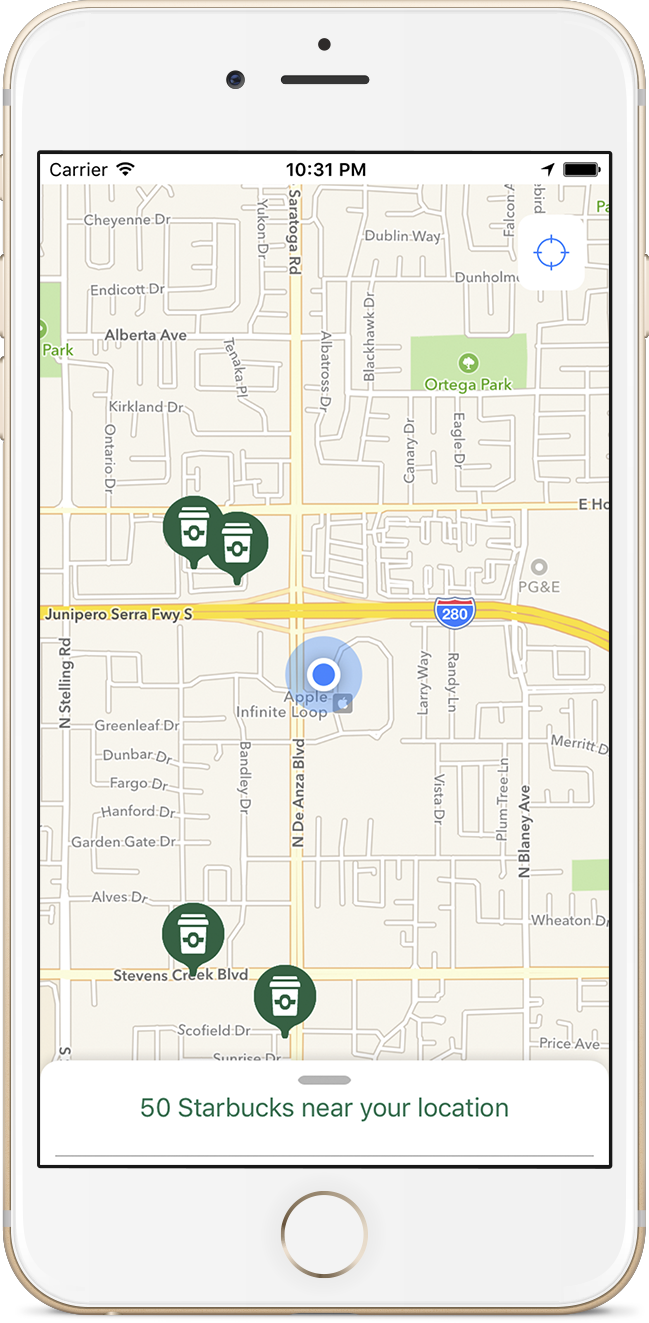 Carrier 10:31 PM
Cheyenne Dr
Yukon Dr
Saratoga Rd
Dublin Way
Endicott Dr
Dunholme
Alberta Ave
Park
Tenaka Pl
Albatross Dr
Blackhawk Dr
Ortega Park
Kirkland Dr
Ontario Dr
Canary Dr
Eagle Dr
E Ho
PG&E
Junipero Serra Fwy S
280
N Stelling Rd
Larry Way
Randy Ln
Apple
Infinite Loop
Greenleaf Dr
Bandley Dr
N De Anza Blvd
Merritt D
Dunbar Dr
Fargo Dr
Vista Dr
Plum Tree Ln
N Blaney Ave
Hanford Dr
Garden Gate Dr
Alves Dr
Wheaton Dr
Stevens Creek Blvd
Scofield Dr
Price Ave
Sunrise Dr
S
50 Starbucks near your location